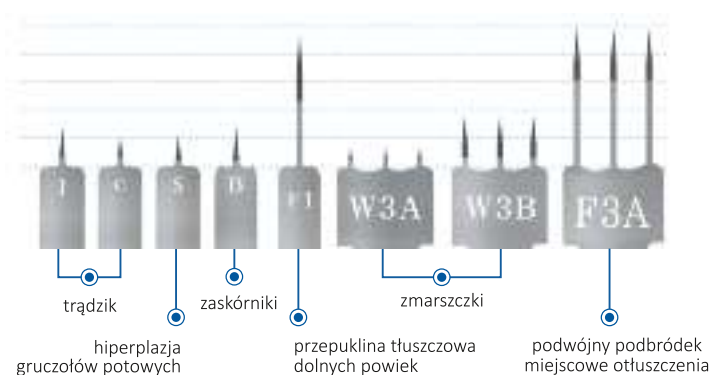 I
C
S
B
F1
W3A
W3B
F3A
trądzik
zaskórniki
zmarszczki
hiperplazja
gruczołów potowych
przepuklina tłuszczowa
dolnych powiek
podwójny podbródek
miejscowe otłuszczenia